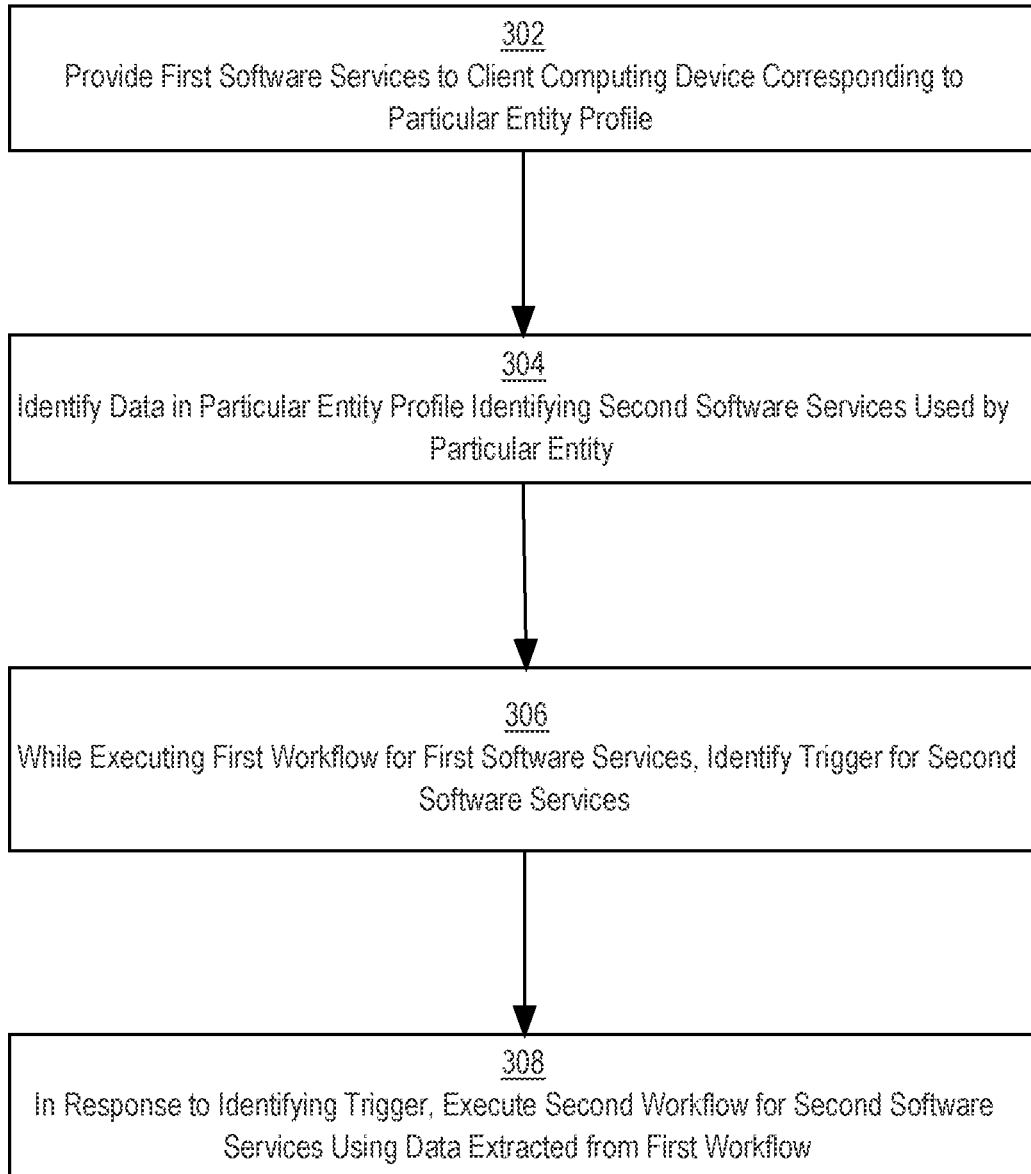 302
Provide First Software Services to Client Computing Device Corresponding to
Particular Entity Profile
304
Identify Data in Particular Entity Profile Identifying Second Software Services Used by
Particular Entity
306
While Executing First Workflow for First Software Services, Identify Trigger for Second
Software Services
308
In Response to Identifying Trigger, Execute Second Workflow for Second Software
Services Using Data Extracted from First Workflow